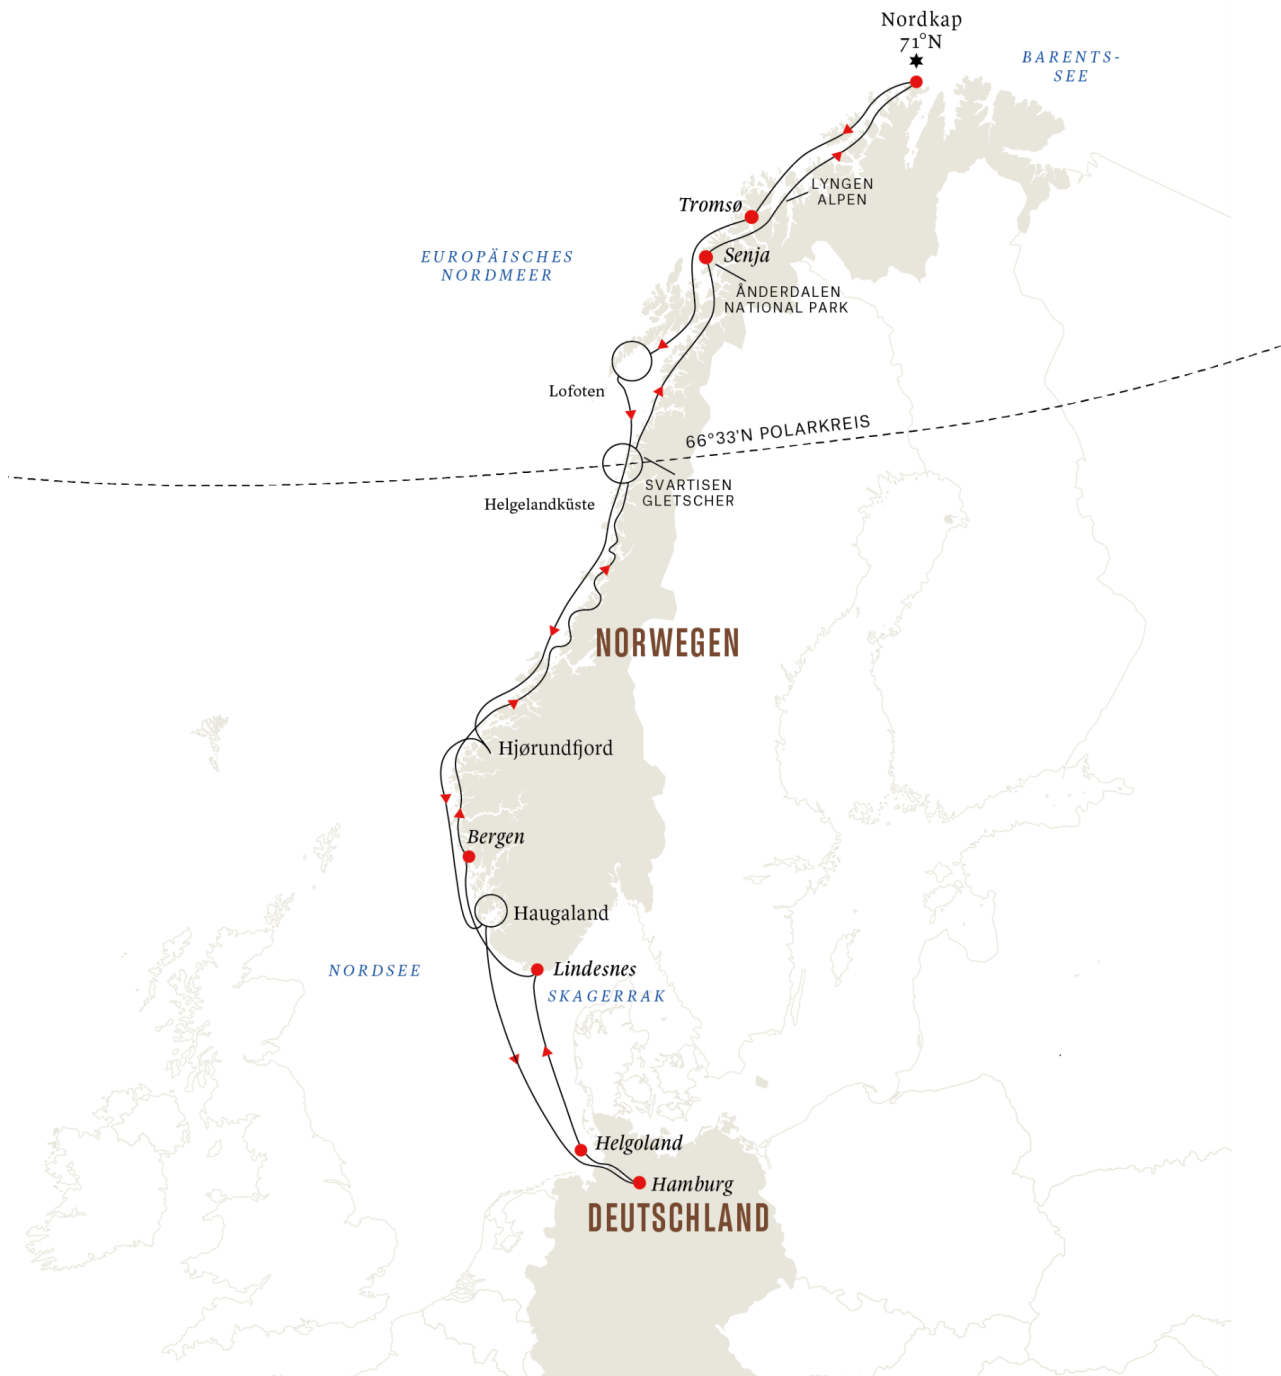 Nordkap
71°N
BARENTS-
SEE
LYNGEN
ALPEN
Tromsø
EUROPÄISCHES
NORDMEER
Senja
ÅNDERDALEN
NATIONAL PARK
Lofoten
66°33'N POLARKREIS
SVARTISEN
GLETSCHER
Helgelandküste
NORWEGEN
Hjørundfjord
Bergen
Haugaland
NORDSEE
Lindesnes
SKAGERRAK
Helgoland
Hamburg
DEUTSCHLAND